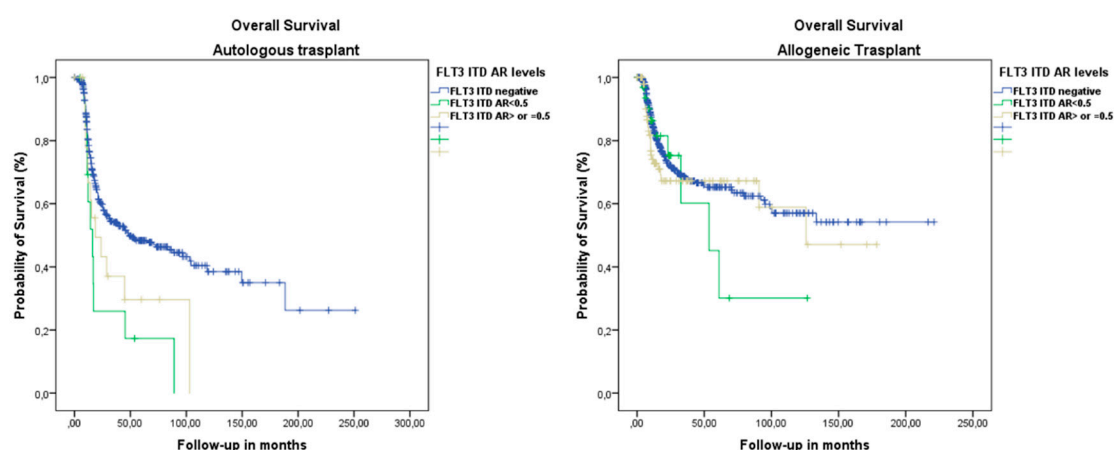 Overall Survival
Autologous trasplant
FLT3 ITD AR levels
FLT3 ITD negative
FLT3 ITD AR<0.5
FLT3 ITD AR> or =0.5
Probability of Survival (%)
1,0
0,8
0,6
0,4
0,2
0,0
,00 50,00 100,00 150,00 200,00 250,00 300,00
Follow-up in months
Overall Survival
Allogeneic Trasplant
FLT3 ITD AR levels
FLT3 ITD negative
FLT3 ITD AR<0.5
FLT3 ITD AR> or =0.5
Probability of Survival (%)
1,0
0,8
0,6
0,4
0,2
0,0
,00 50,00 100,00 150,00 200,00 250,00
Follow-up in months